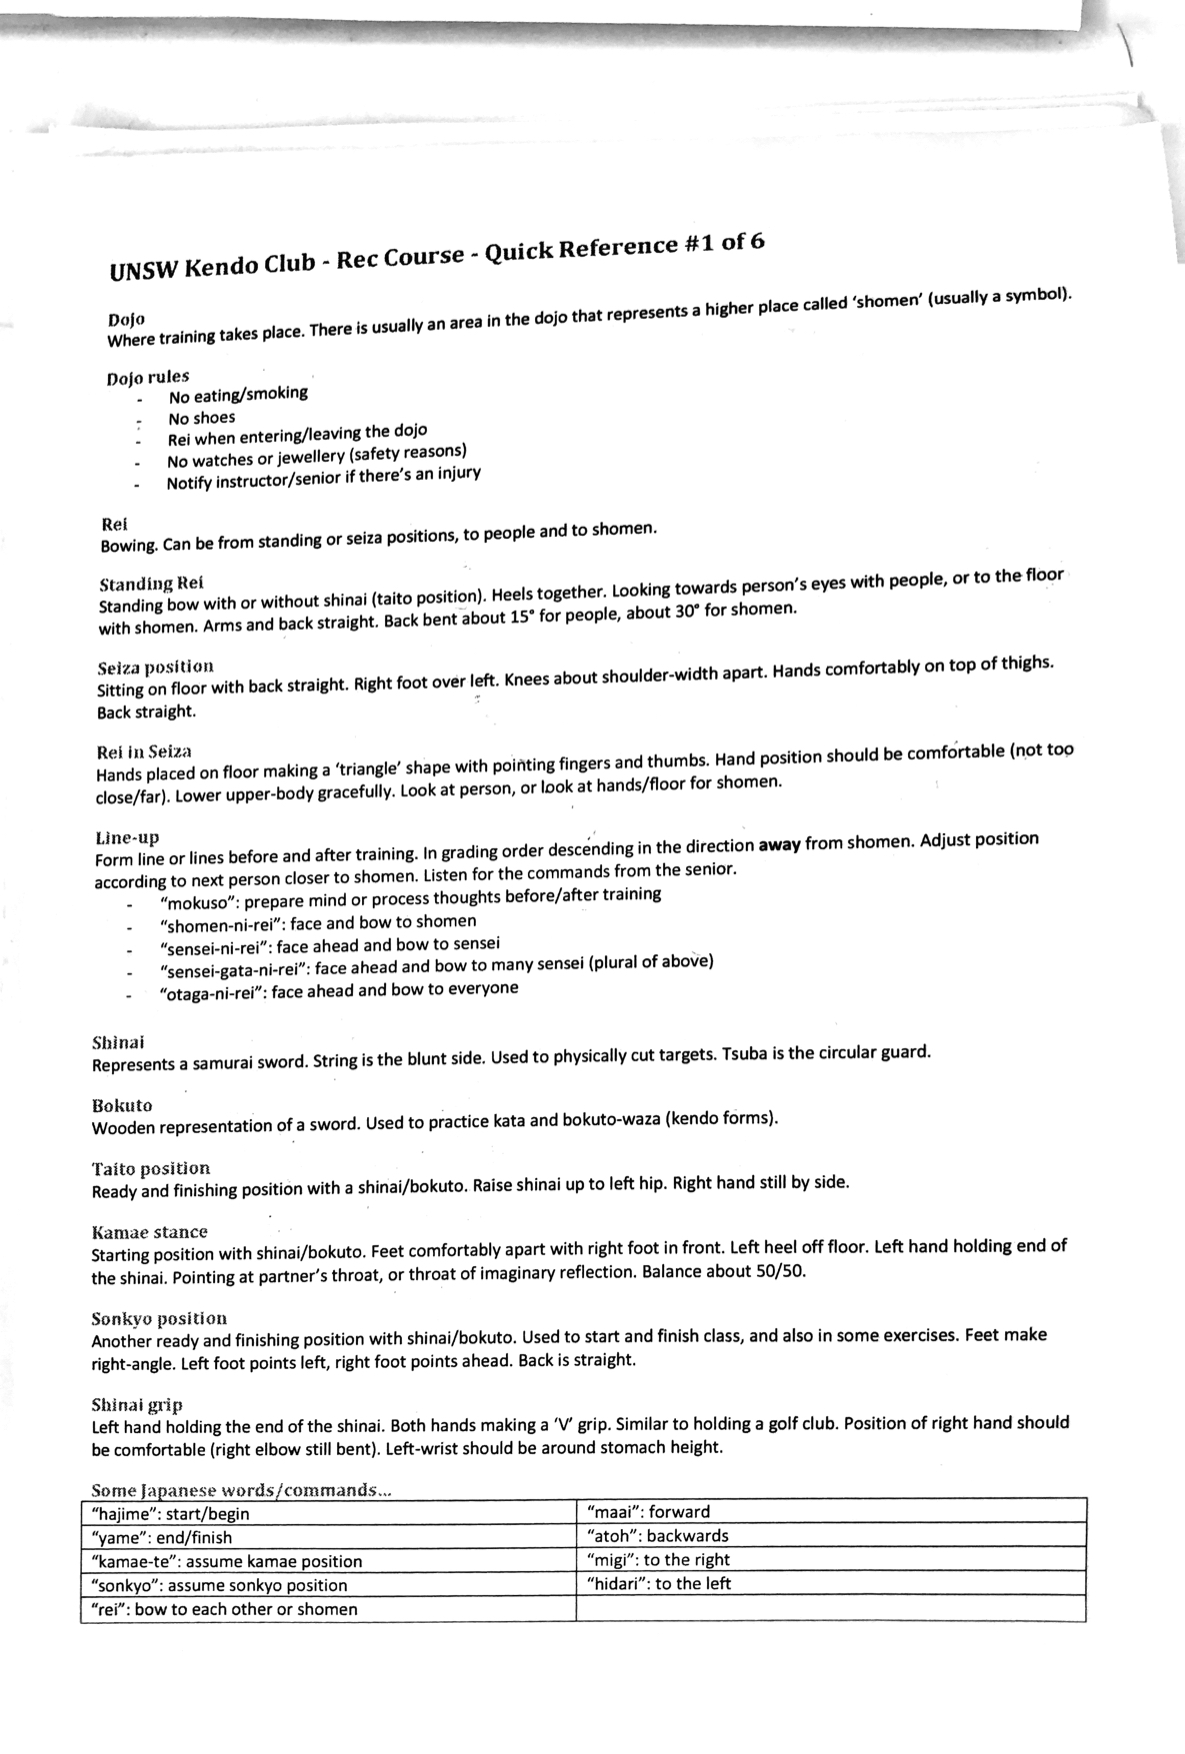 UNSW Kendo Club - Rec Course - Quick Reference #1 of 6
Dojo
Where training takes place. There is usually an area in the dojo that represents a higher place called ‘shomen’ (usually a symbol).
Dojo rules
- No eating/smoking
- No shoes
- Rei when entering/leaving the dojo
- No watches or jewellery (safety reasons)
- Notify instructor/senior if there’s an injury
Rei
Bowing. Can be from standing or seiza positions, to people and to shomen.
Standing Rei
Standing bow with or without shinai (taito position). Heels together. Looking towards person’s eyes with people, or to the floor
with shomen. Arms and back straight. Back bent about 15° for people, about 30° for shomen.
Seiza position
Sitting on floor with back straight. Right foot over left. Knees about shoulder-width apart. Hands comfortably on top of thighs.
Back straight.
Rei in Seiza
Hands placed on floor making a ‘triangle’ shape with pointing fingers and thumbs. Hand position should be comfortable (not too
close/far). Lower upper-body gracefully. Look at person, or look at hands/floor for shomen.
Line-up
Form line or lines before and after training. In grading order descending in the direction away from shomen. Adjust position
according to next person closer to shomen. Listen for the commands from the senior.
- “mokuso”: prepare mind or process thoughts before/after training
- “shomen-ni-rei”: face and bow to shomen
- “sensei-ni-rei”: face ahead and bow to sensei
- “sensei-gata-ni-rei”: face ahead and bow to many sensei (plural of above)
- “otaga-ni-rei”: face ahead and bow to everyone
Shinai
Represents a samurai sword. String is the blunt side. Used to physically cut targets. Tsuba is the circular guard.
Bokuto
Wooden representation of a sword. Used to practice kata and bokuto-waza (kendo forms).
Taito position
Ready and finishing position with a shinai/bokuto. Raise shinai up to left hip. Right hand still by side.
Kamae stance
Starting position with shinai/bokuto. Feet comfortably apart with right foot in front. Left heel off floor. Left hand holding end of
the shinai. Pointing at partner’s throat, or throat of imaginary reflection. Balance about 50/50.
Sonkyo position
Another ready and finishing position with shinai/bokuto. Used to start and finish class, and also in some exercises. Feet make
right-angle. Left foot points left, right foot points ahead. Back is straight.
Shinai grip
Left hand holding the end of the shinai. Both hands making a ‘V’ grip. Similar to holding a golf club. Position of right hand should
be comfortable (right elbow still bent). Left-wrist should be around stomach height.
Some Japanese words/commands...
“hajime”: start/begin
“maai”: forward
“yame”: end/finish
“atoh”: backwards
“kamae-te”: assume kamae position
“migi”: to the right
“sonkyo”: assume sonkyo position
“hidari”: to the left
“rei”: bow to each other or shomen